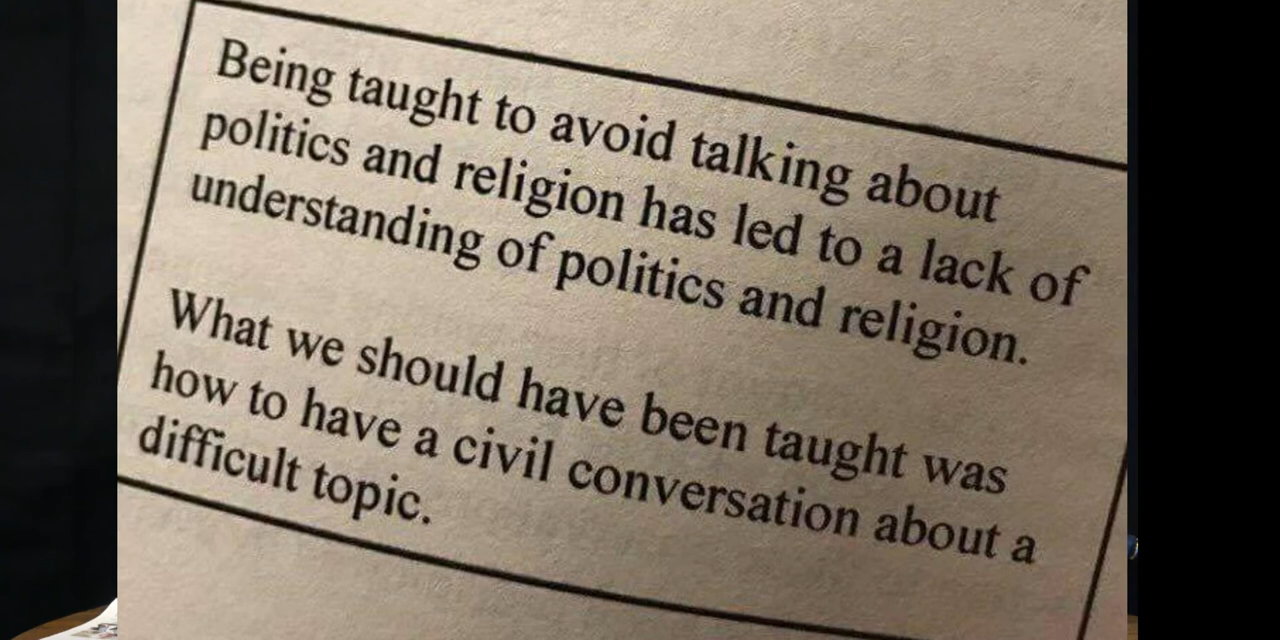 Being taught to avoid talking about
politics and religion has led to a lack of
understanding of politics and religion.
What we should have been taught was
how to have a civil conversation about a
difficult topic.